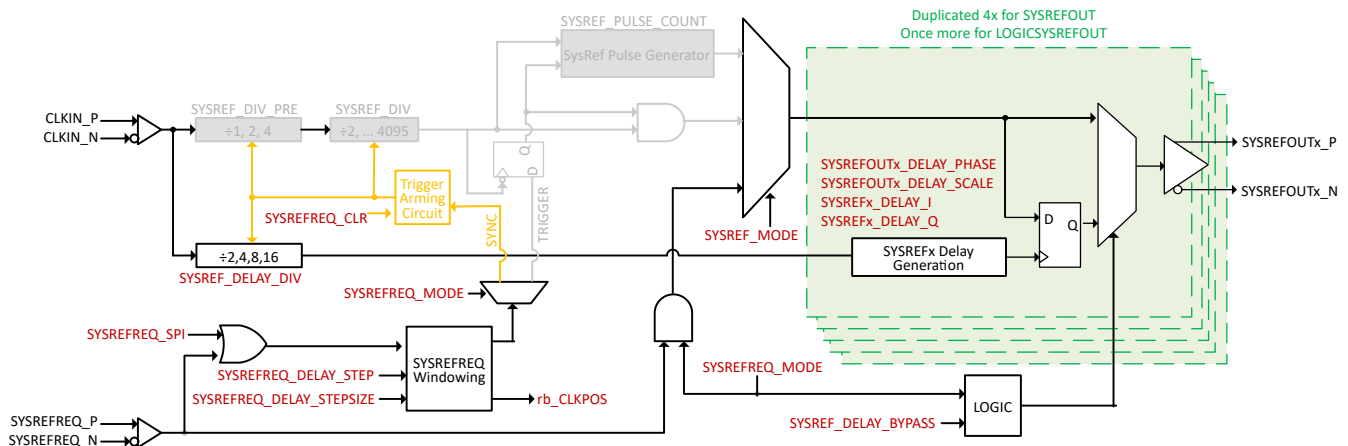 Duplicated 4x for SYSREFOUT
Once more for LOGICSYSREFOUT
SYSREF_PULSE_COUNT
SysRef Pulse Generator
SYSREF_DIV_PRE
÷1, 2, 4
SYSREF_DIV
÷2, ... 4095
CLKIN_P
CLKIN_N
Q
D
TRIGGER
SYNC
Trigger
Arming
Circuit
SYSREFREQ_CLR
÷2,4,8,16
SYSREF_DELAY_DIV
SYSREF_MODE
SYSREFOUTx_DELAY_PHASE
SYSREFOUTx_DELAY_SCALE
SYSREFx_DELAY_I
SYSREFx_DELAY_Q
SYSREFx Delay
Generation
D
Q
SYSREFOUTx_P
SYSREFOUTx_N
SYSREFREQ_MODE
SYSREFREQ_SPI
SYSREFREQ
Windowing
SYSREFREQ_DELAY_STEP
SYSREFREQ_DELAY_STEPSIZE
rb_CLKPOS
SYSREFREQ_MODE
LOGIC
SYSREF_DELAY_BYPASS
SYSREFREQ_P
SYSREFREQ_N